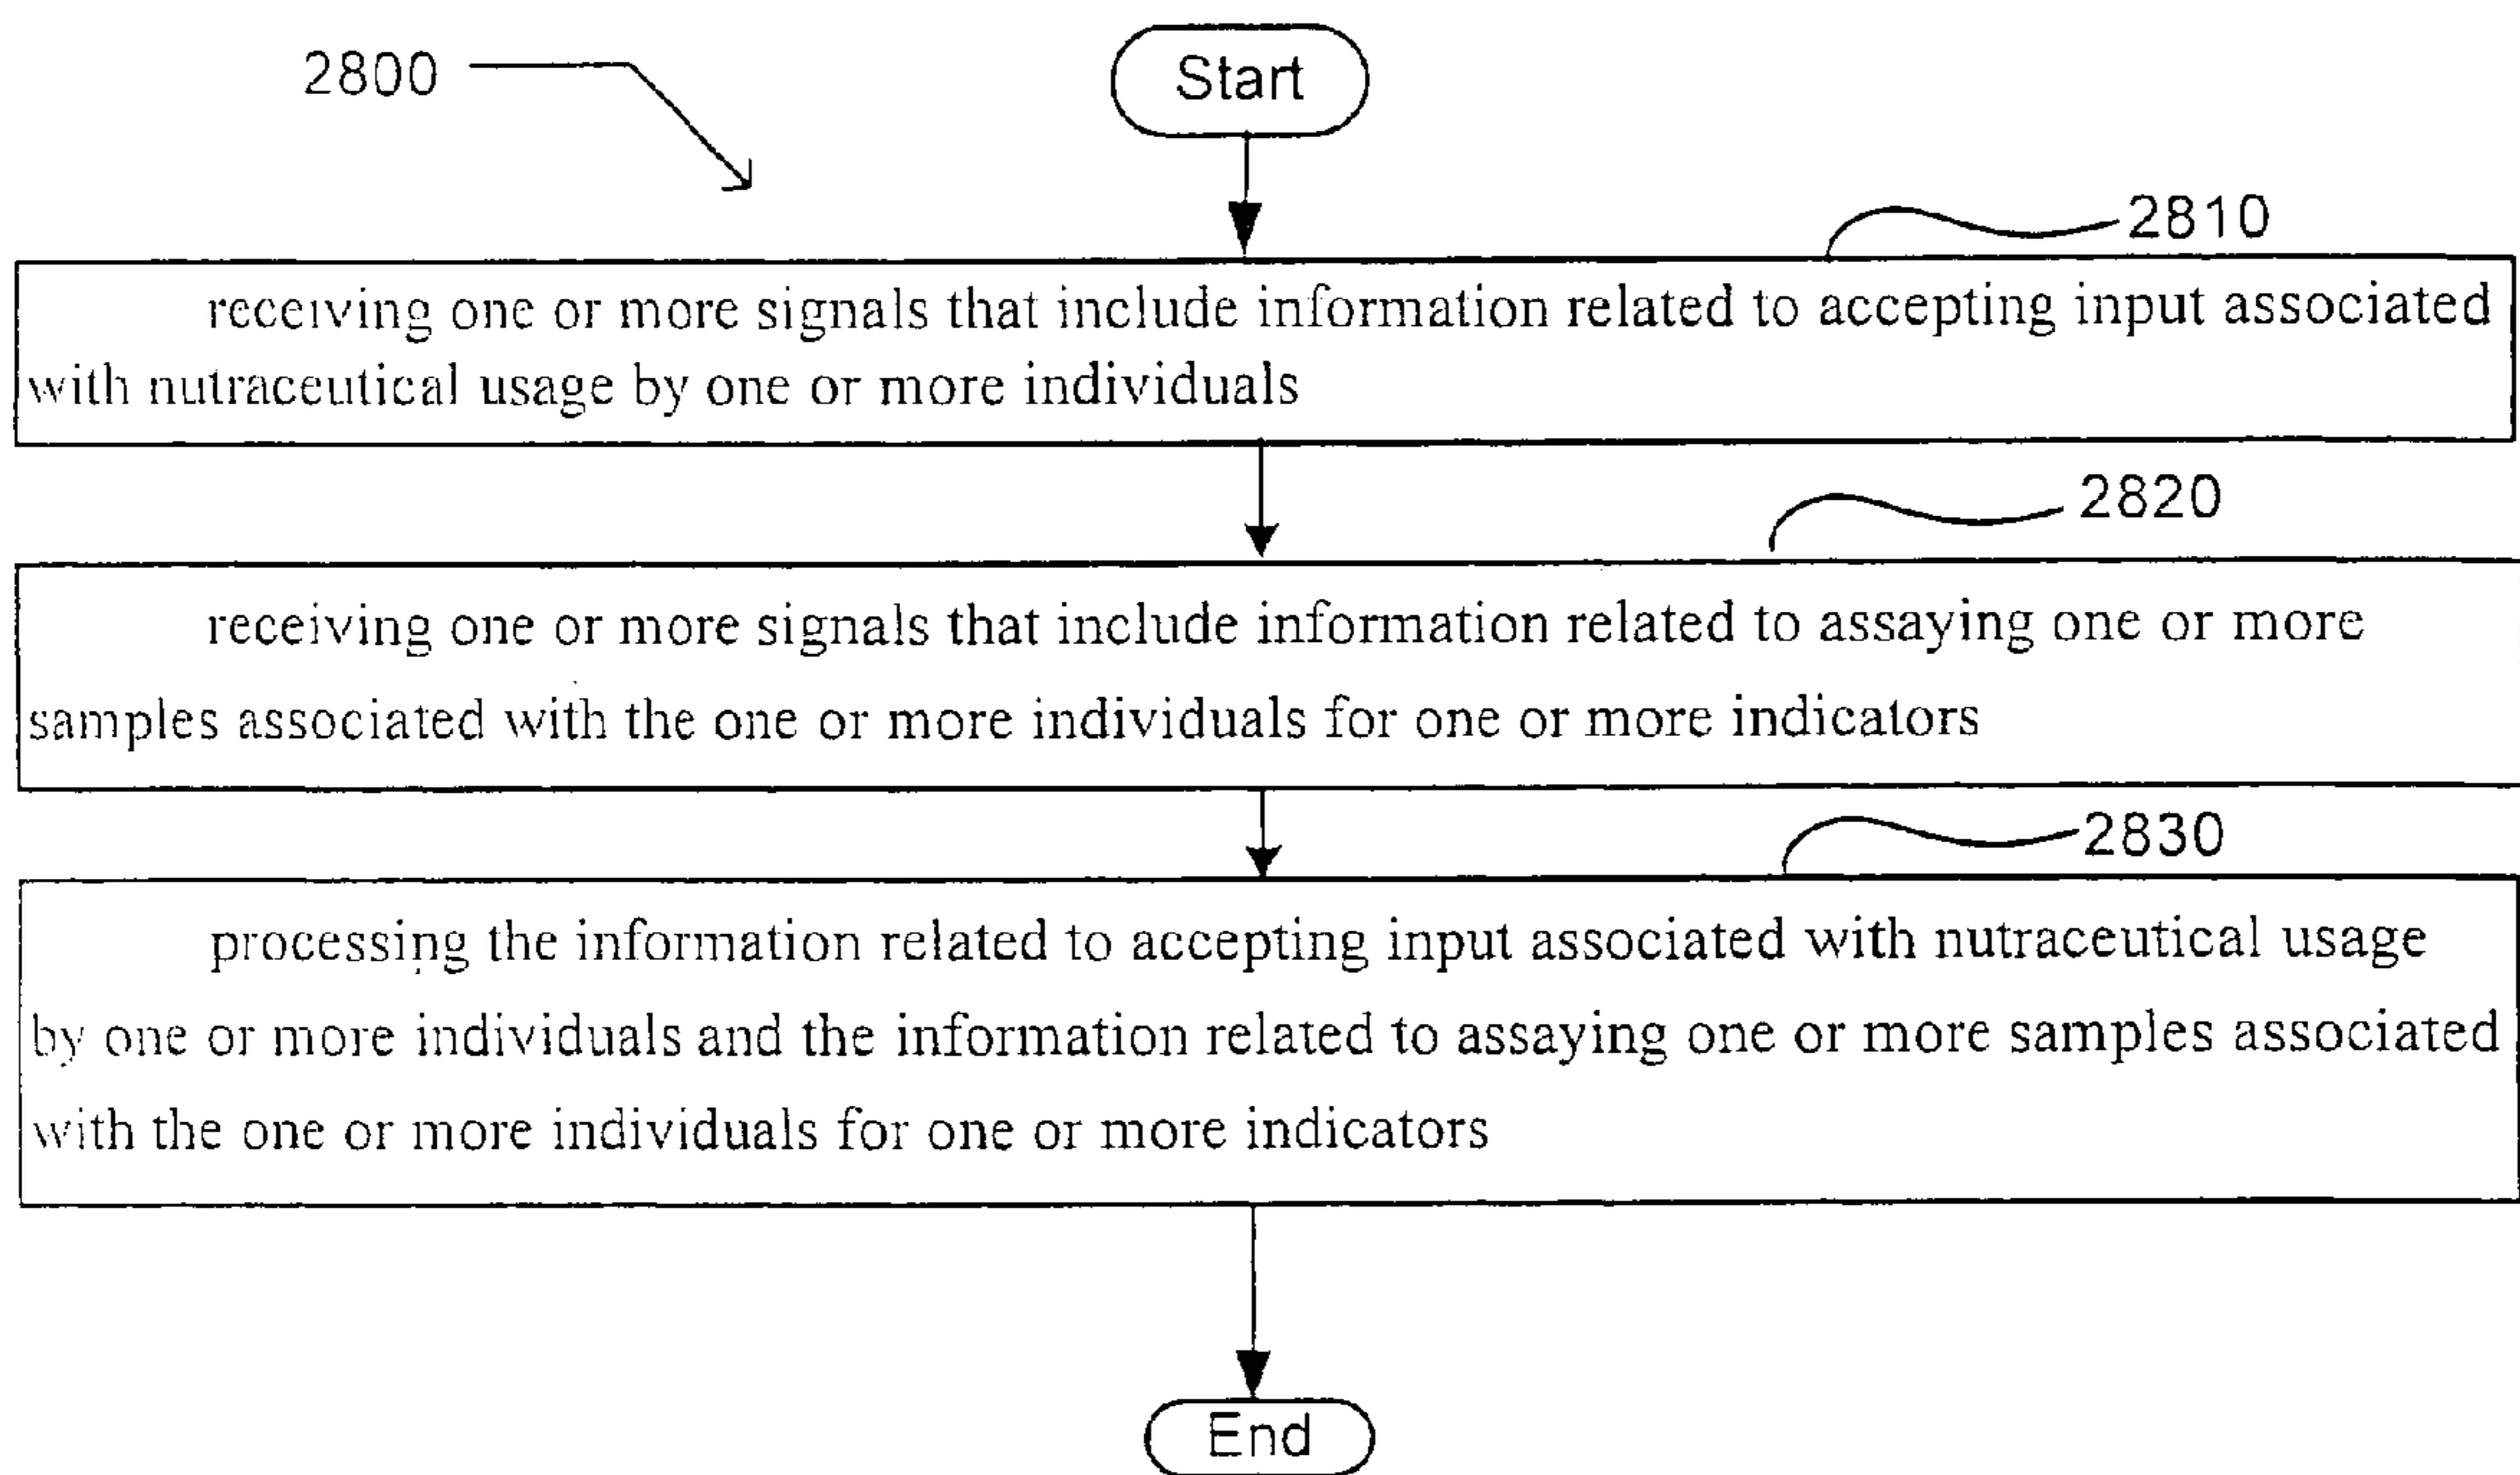 2800
Start
2810
receiving one or more signals that include information related to accepting input associated
with nutraceutical usage by one or more individuals
2820
receiving one or more signals that include information related to assaying one or more
samples associated with the one or more individuals for one or more indicators
2830
processing the information related to accepting input associated with nutraceutical usage
by one or more individuals and the information related to assaying one or more samples associated
with the one or more individuals for one or more indicators
End